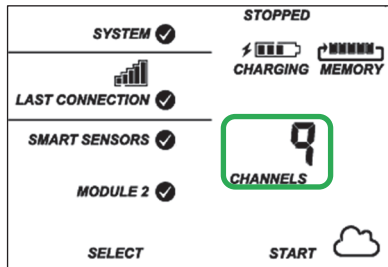 STOPPED
SYSTEM
CHARGING MEMORY
LAST CONNECTION
SMART SENSORS
9
CHANNELS
MODULE 2
SELECT START